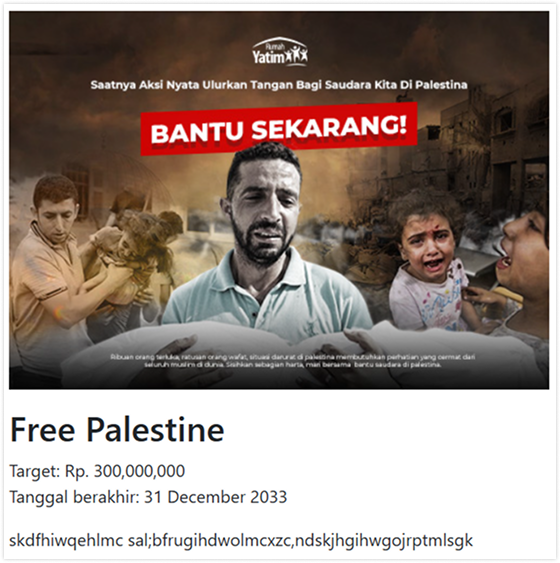 Rumah
Yatim
Saatnya Aksi Nyata Ulurkan Tangan Bagi Saudara Kita Di Palestina
BANTU SEKARANG!
Ribuan orang terluka, ratusan orang wafat, situasi darurat di palestina membutuhkan perhatian yang cermat dari
seluruh muslim di dunia. Sisihkan sebagian harta, mari bersama bantu saudara di palestina.
Free Palestine
Target: Rp. 300,000,000
Tanggal berakhir: 31 December 2033
skdfhiwqehlmc sal;bfrugihdwolmcxzc,ndskjhgihwgojrptmlsgk